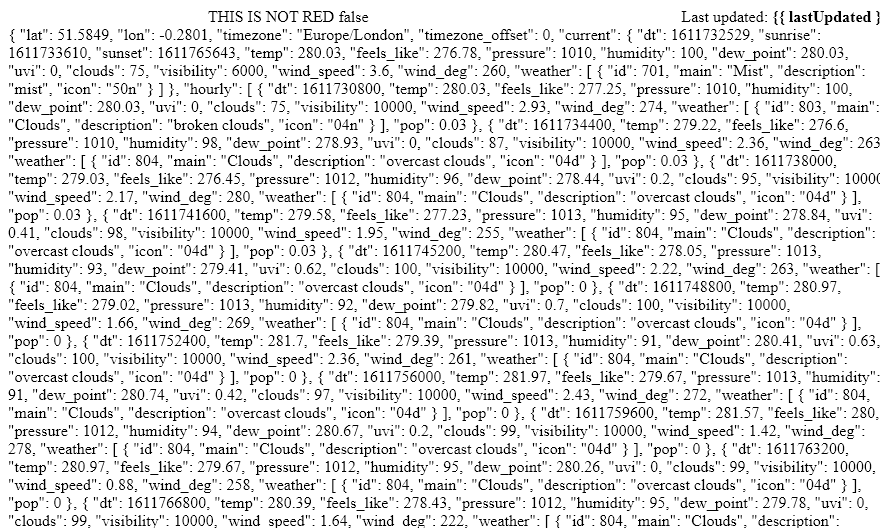 THIS IS NOT RED false Last updated: {{ lastUpdated }
{ "lat": 51.5849, "lon": -0.2801, "timezone": "Europe/London", "timezone_offset": 0, "current": { "dt": 1611732529, "sunrise":
1611733610, "sunset": 1611765643, "temp": 280.03, "feels_like": 276.78, "pressure": 1010, "humidity": 100, "dew_point": 280.03,
"uvi": 0, "clouds": 75, "visibility": 6000, "wind_speed": 3.6, "wind_deg": 260, "weather": [ { "id": 701, "main": "Mist", "description":
"mist", "icon": "50n" } ] }, "hourly": [ { "dt": 1611730800, "temp": 280.03, "feels_like": 277.25, "pressure": 1010, "humidity": 100,
"dew_point": 280.03, "uvi": 0, "clouds": 75, "visibility": 10000, "wind_speed": 2.93, "wind_deg": 274, "weather": [ { "id": 803, "main":
"Clouds", "description": "broken clouds", "icon": "04n" } ], "pop": 0.03 }, { "dt": 1611734400, "temp": 279.22, "feels_like": 276.6,
"pressure": 1010, "humidity": 98, "dew_point": 278.93, "uvi": 0, "clouds": 87, "visibility": 10000, "wind_speed": 2.36, "wind_deg": 263
"weather": [ { "id": 804, "main": "Clouds", "description": "overcast clouds", "icon": "04d" } ], "pop": 0.03 }, { "dt": 1611738000,
"temp": 279.03, "feels_like": 276.45, "pressure": 1012, "humidity": 96, "dew_point": 278.44, "uvi": 0.2, "clouds": 95, "visibility": 10000
"wind_speed": 2.17, "wind_deg": 280, "weather": [ { "id": 804, "main": "Clouds", "description": "overcast clouds", "icon": "04d" } ],
"pop": 0.03 }, { "dt": 1611741600, "temp": 279.58, "feels_like": 277.23, "pressure": 1013, "humidity": 95, "dew_point": 278.84, "uvi":
0.41, "clouds": 98, "visibility": 10000, "wind_speed": 1.95, "wind_deg": 255, "weather": [ { "id": 804, "main": "Clouds", "description":
"overcast clouds", "icon": "04d" } ], "pop": 0.03 }, { "dt": 1611745200, "temp": 280.47, "feels_like": 278.05, "pressure": 1013,
"humidity": 93, "dew_point": 279.41, "uvi": 0.62, "clouds": 100, "visibility": 10000, "wind_speed": 2.22, "wind_deg": 263, "weather": [
{ "id": 804, "main": "Clouds", "description": "overcast clouds", "icon": "04d" } ], "pop": 0 }, { "dt": 1611748800, "temp": 280.97,
"feels_like": 279.02, "pressure": 1013, "humidity": 92, "dew_point": 279.82, "uvi": 0.7, "clouds": 100, "visibility": 10000,
"wind_speed": 1.66, "wind_deg": 269, "weather": [ { "id": 804, "main": "Clouds", "description": "overcast clouds", "icon": "04d" } ],
"pop": 0 }, { "dt": 1611752400, "temp": 281.7, "feels_like": 279.39, "pressure": 1013, "humidity": 91, "dew_point": 280.41, "uvi": 0.63,
"clouds": 100, "visibility": 10000, "wind_speed": 2.36, "wind_deg": 261, "weather": [ { "id": 804, "main": "Clouds", "description":
"overcast clouds", "icon": "04d" } ], "pop": 0 }, { "dt": 1611756000, "temp": 281.97, "feels_like": 279.67, "pressure": 1013, "humidity":
91, "dew_point": 280.74, "uvi": 0.42, "clouds": 97, "visibility": 10000, "wind_speed": 2.43, "wind_deg": 272, "weather": [ { "id": 804,
"main": "Clouds", "description": "overcast clouds", "icon": "04d" } ], "pop": 0 }, { "dt": 1611759600, "temp": 281.57, "feels_like": 280,
"pressure": 1012, "humidity": 94, "dew_point": 280.67, "uvi": 0.2, "clouds": 99, "visibility": 10000, "wind_speed": 1.42, "wind_deg":
278, "weather": [ { "id": 804, "main": "Clouds", "description": "overcast clouds", "icon": "04d" } ], "pop": 0 }, { "dt": 1611763200,
"temp": 280.97, "feels_like": 279.67, "pressure": 1012, "humidity": 95, "dew_point": 280.26, "uvi": 0, "clouds": 99, "visibility": 10000,
"wind_speed": 0.88, "wind_deg": 258, "weather": [ { "id": 804, "main": "Clouds", "description": "overcast clouds", "icon": "04d" } ],
"pop": 0 }, { "dt": 1611766800, "temp": 280.39, "feels_like": 278.43, "pressure": 1012, "humidity": 95, "dew_point": 279.78, "uvi": 0,
"clouds": 99, "visibility": 10000, "wind_speed": 1.64, "wind_deg": 222, "weather": [ { "id": 804, "main": "Clouds", "description":